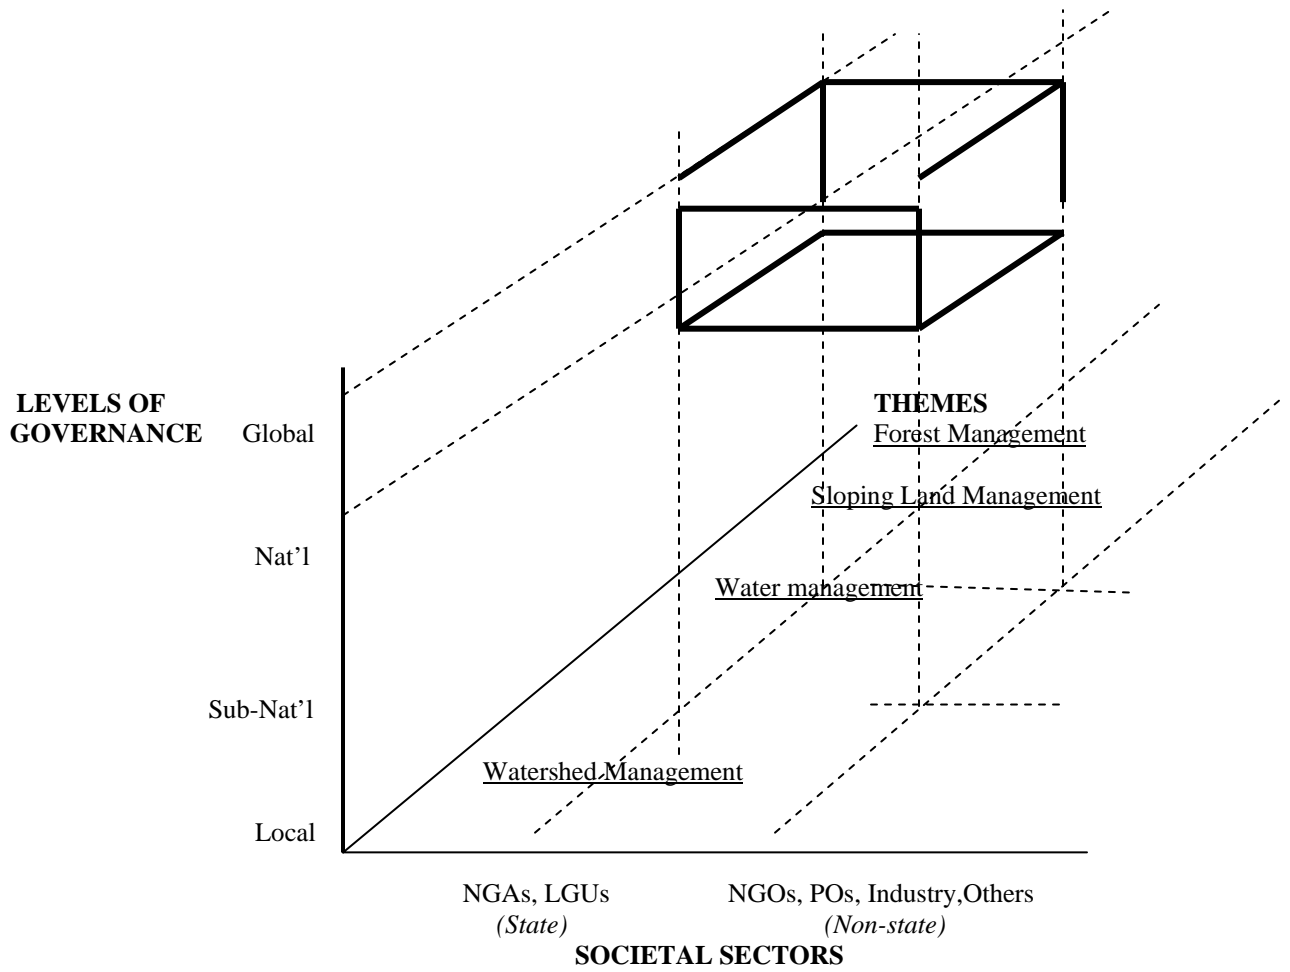 LEVELS OF
GOVERNANCE
Global
Nat’l
Sub-Nat’l
Local
THEMES
Forest Management
Sloping Land Management
Water management
Watershed Management
NGAs, LGUs
(State)
NGOs, POs, Industry,Others
(Non-state)
SOCIETAL SECTORS